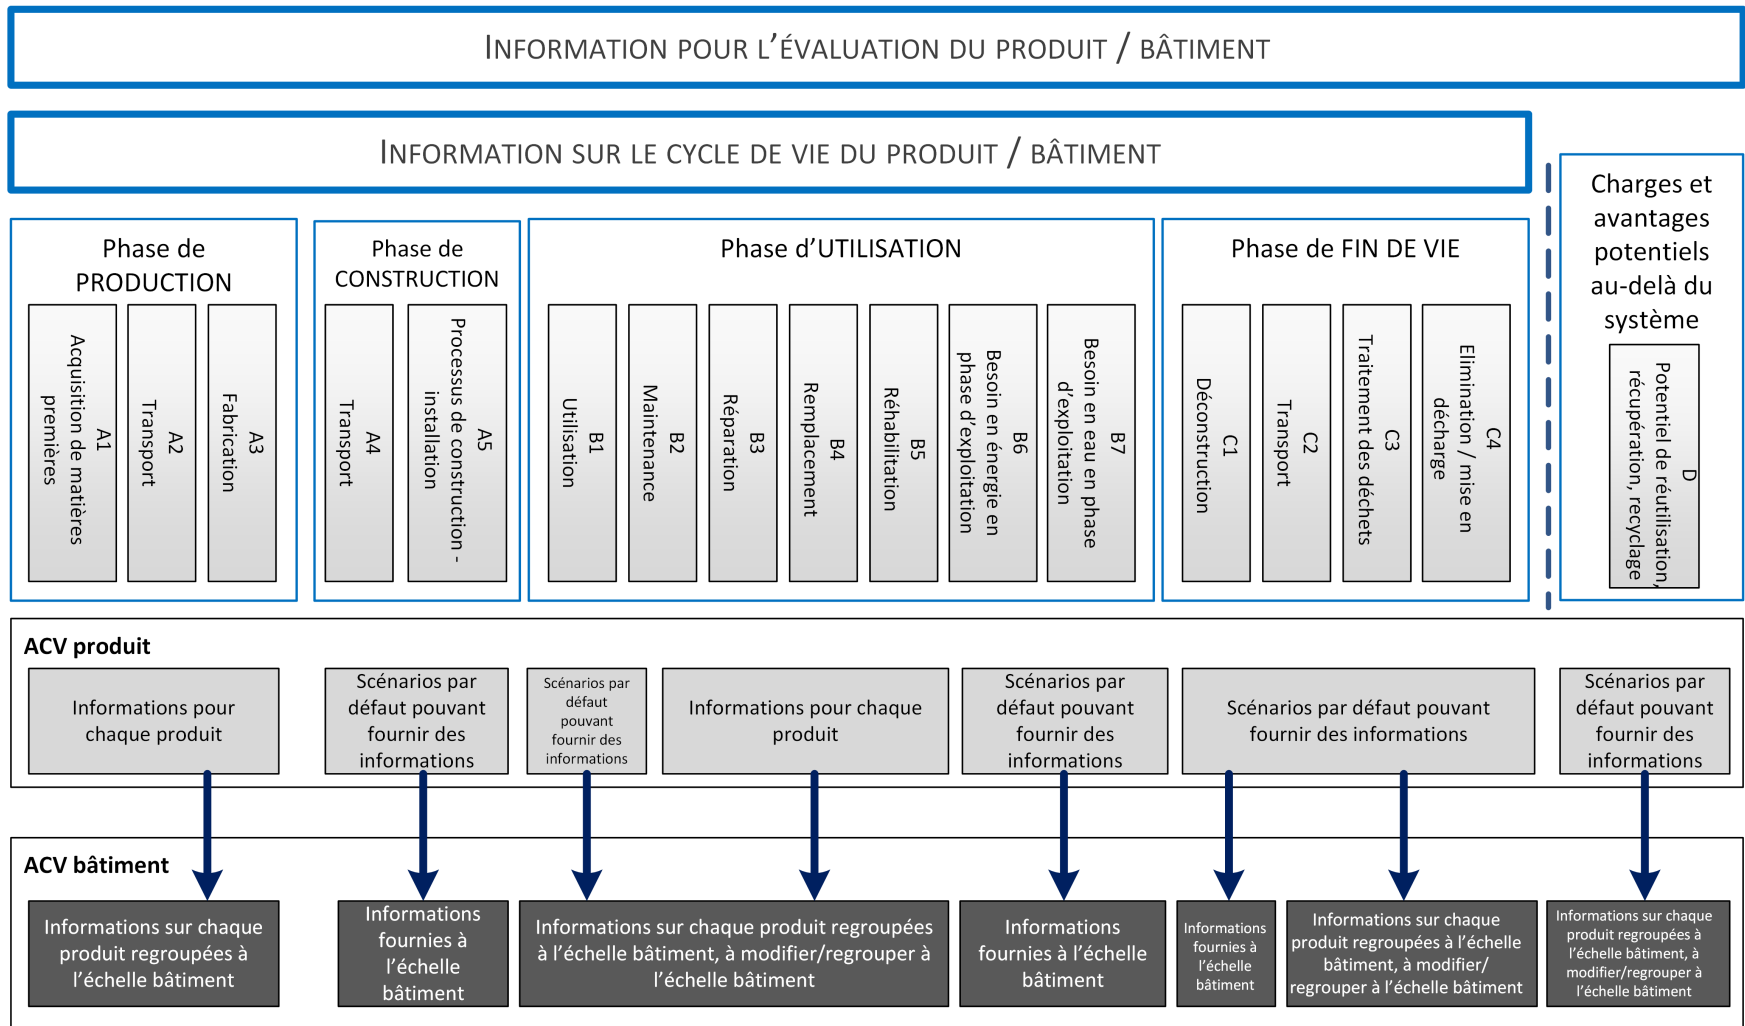 INFORMATION POUR L'ÉVALUATION DU PRODUIT / BÂTIMENT
INFORMATION SUR LE CYCLE DE VIE DU PRODUIT / BÂTIMENT
Phase de
PRODUCTION
A1
Acquisition de matières
premières
A2
Transport
A3
Fabrication
Phase de
CONSTRUCTION
A4
Transport
A5
Processus de construction -
installation
Phase d'UTILISATION
B1
Utilisation
B2
Maintenance
B3
Réparation
B4
Remplacement
B5
Réhabilitation
B6
Besoin en énergie en
phase d'exploitation
B7
Besoin en eau en phase
d'exploitation
Phase de FIN DE VIE
C1
Déconstruction
C2
Transport
C3
Traitement des déchets
C4
Elimination / mise en
décharge
Charges et
avantages
potentiels
au-delà du
système
D
Potentiel de réutilisation,
récupération, recyclage
ACV produit
Informations pour
chaque produit
Scénarios par
défaut pouvant
fournir des
informations
Scénarios par
défaut
pouvant
fournir des
informations
Informations pour chaque
produit
Scénarios par
défaut pouvant
fournir des
informations
Scénarios par défaut pouvant
fournir des informations
Scénarios par
défaut pouvant
fournir des
informations
ACV bâtiment
Informations sur chaque
produit regroupées à
l'échelle bâtiment
Informations
fournies à
l'échelle
bâtiment
Informations sur chaque produit regroupées
à l'échelle bâtiment, à modifier/regrouper à
l'échelle bâtiment
Informations
fournies à l'échelle
bâtiment
Informations
fournies à
l'échelle
bâtiment
Informations sur chaque
produit regroupées à l'échelle
bâtiment, à modifier/
regrouper à l'échelle bâtiment
Informations sur chaque
produit regroupées à
l'échelle bâtiment, à
modifier/regrouper à
l'échelle bâtiment